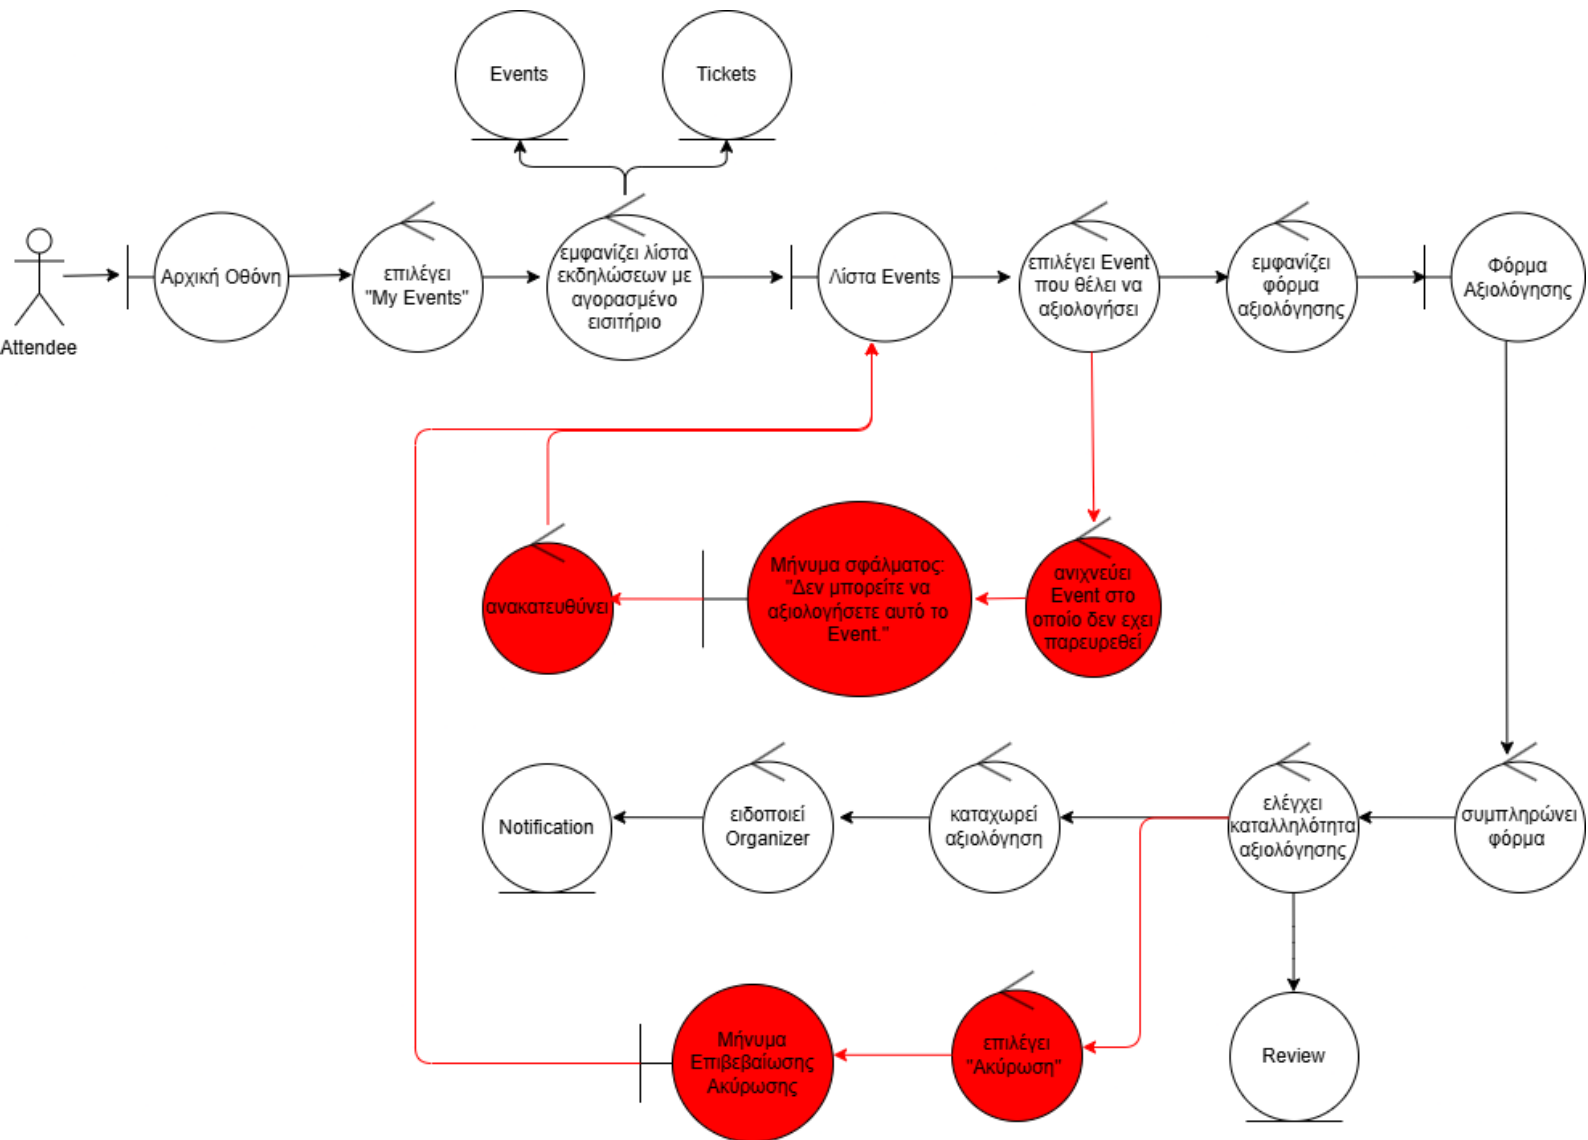 Events
Tickets
Attendee
Αρχική Οθόνη
επιλέγει
"My Events"
εμφανίζει λίστα
εκδηλώσεων με
αγορασμένο
εισιτήριο
Λίστα Events
επιλέγει Event
που θέλει να
αξιολογήσει
εμφανίζει
φόρμα
αξιολόγησης
Φόρμα
Αξιολόγησης
ανακατευθύνει
Μήνυμα σφάλματος:
"Δεν μπορείτε να
αξιολογήσετε αυτό το
Event."
ανιχνεύει
Event στο
οποίο δεν εχει
παρευρεθεί
Notification
ειδοποιεί
Organizer
καταχωρεί
αξιολόγηση
ελέγχει
καταλληλότητα
αξιολόγησης
συμπληρώνει
φόρμα
Μήνυμα
Επιβεβαίωσης
Ακύρωσης
επιλέγει
"Ακύρωση"
Review